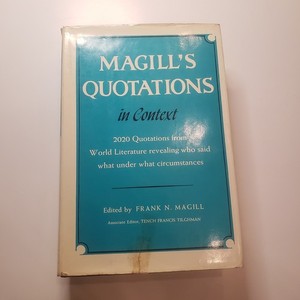 MAGILL'S
QUOTATIONS
in Context
2020 Quotations from
World Literature revealing who said
what under what circumstances
Edited by FRANK N. MAGILL
Associate Editor, TENCH FRANCIS TILGHMAN